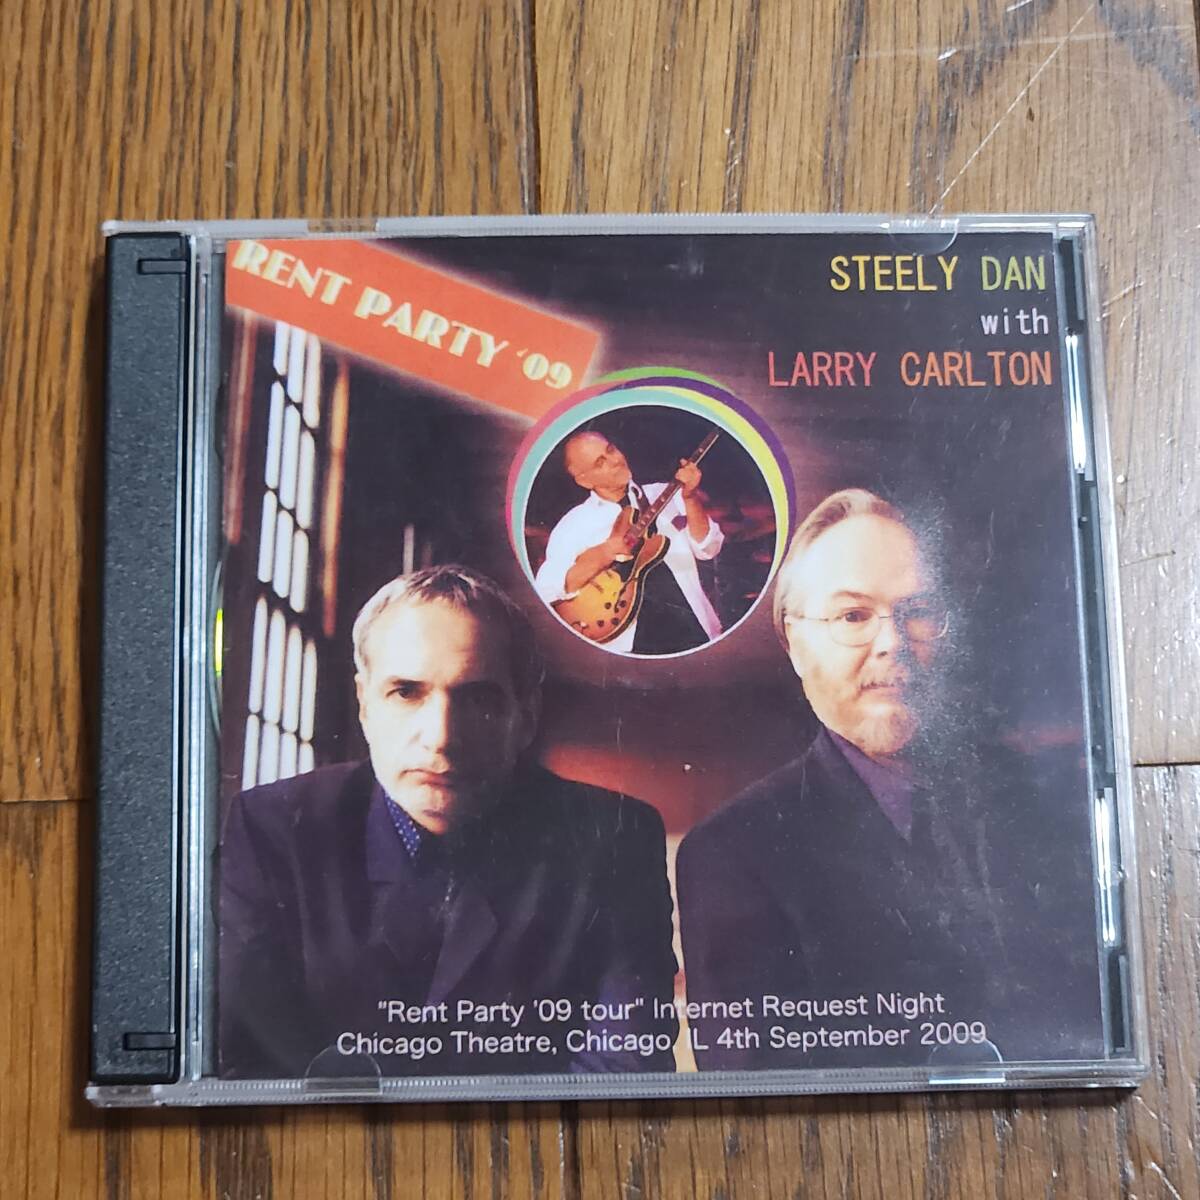 RENT PARTY '09
STEELY DAN
with
LARRY CARLTON
"Rent Party '09 tour" Internet Request Night
Chicago Theatre, Chicago, IL 4th September 2009